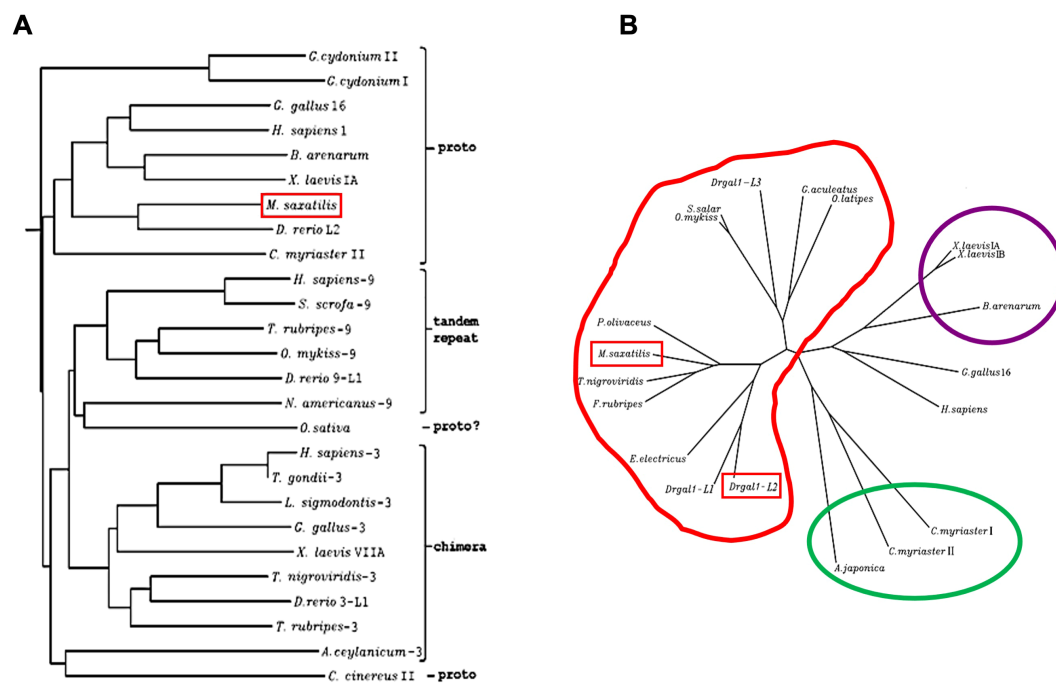 A
B
G.cydonium II
G.cydonium I
G. gallus 16
H. sapiens 1
B. arenarum
X. laevis IA
M. saxatilis
D. rerio L2
C. myriaster II
proto
H. sapiens-9
S. scrofa-9
T. rubripes-9
O. mykiss-9
D. rerio 9-L1
N. americanus-9
tandem
repeat
O. sativa
proto?
H. sapiens-3
T. gondii-3
L. sigmodontis-3
G. gallus-3
X. laevis VIIA
T. nigroviridis-3
D.rerio 3-L1
T. rubripes-3
A.ceylanicum-3
chimera
C. cinereus II
proto
Drgal1-L3
G.aculeatus
O.latipes
S.salar
O.mykiss
X.laevisIA
X.laevisIB
B.arenarum
P.olivaceus
M.saxatilis
T.nigroviridis
F.rubripes
G.gallus16
H.sapiens
E.electricus
Drgal1-L1
Drgal1-L2
C.myriaster I
C.myriaster II
A.japonica